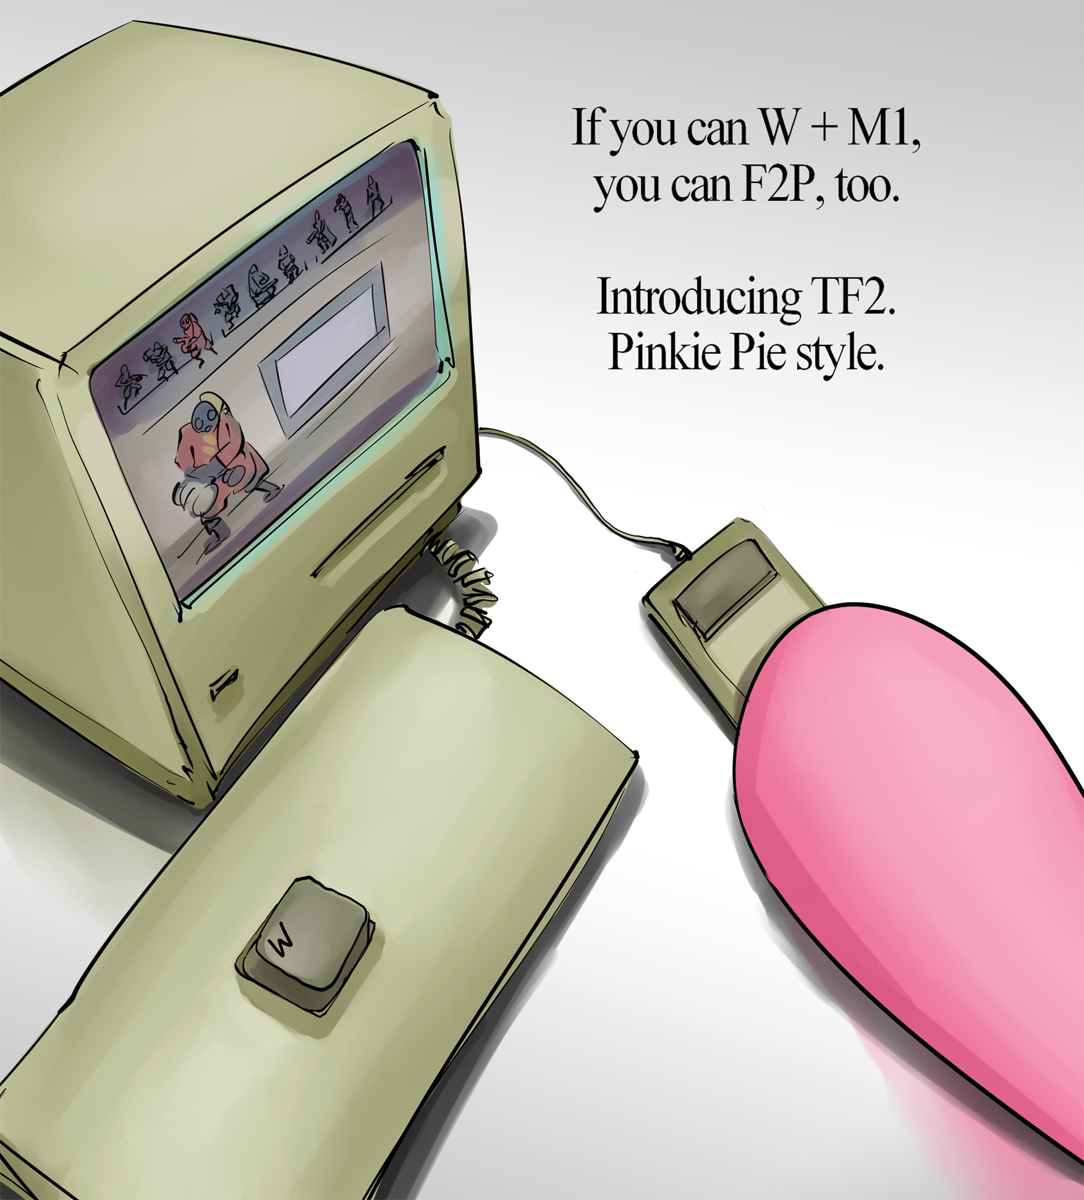 If you can W + M1,
you can F2P, too.
Introducing TF2.
Pinkie Pie style.
W